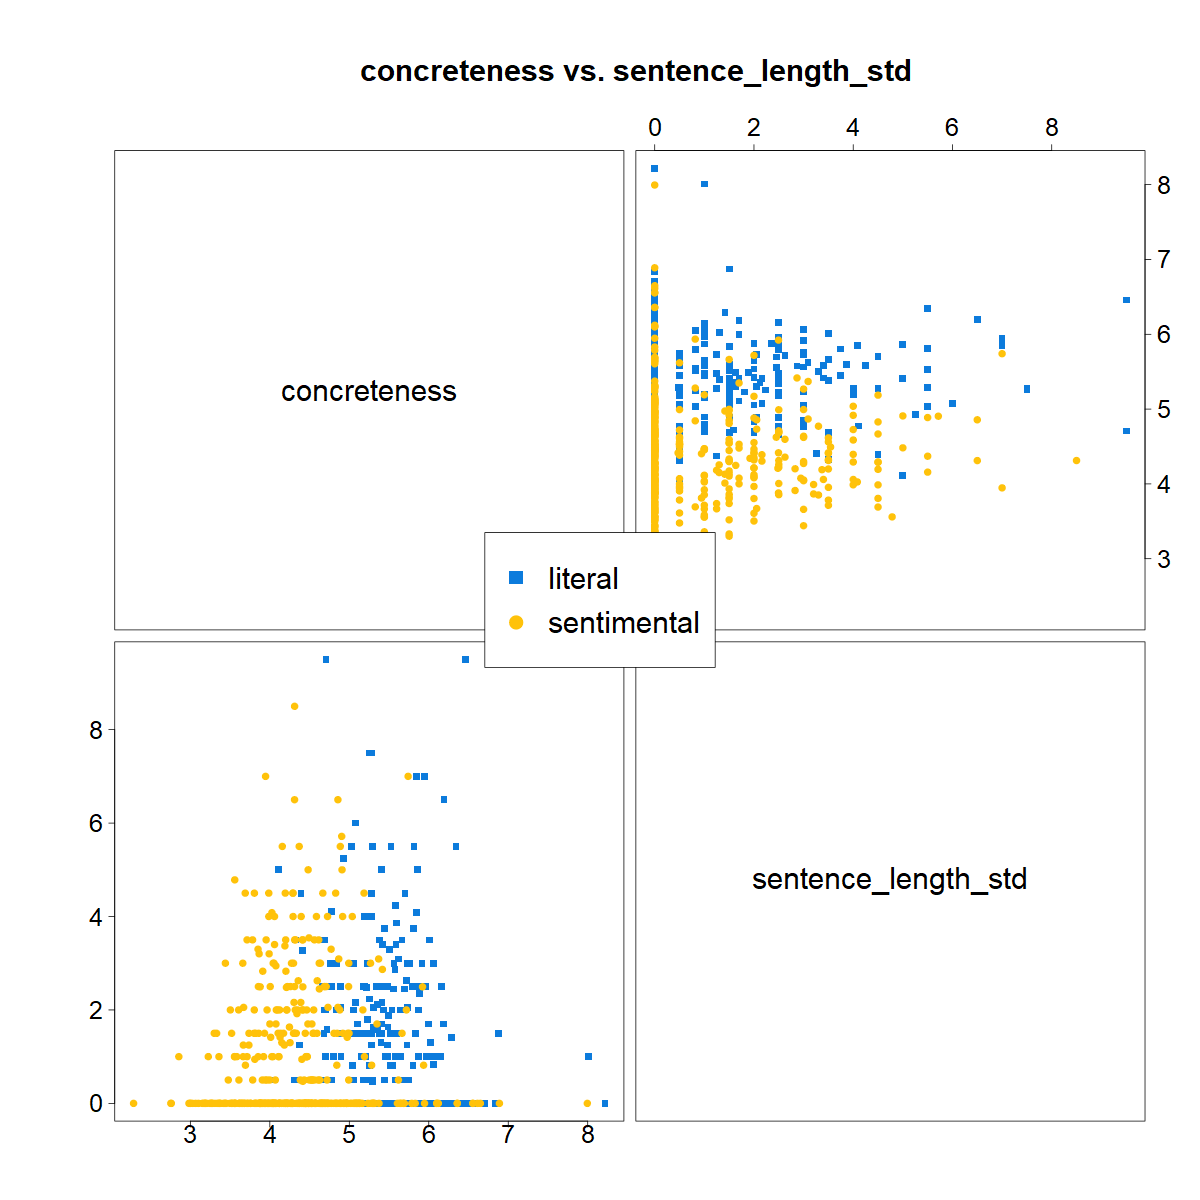 concreteness vs. sentence_length_std
0 2 4 6 8
8
7
6
5
4
3
concreteness
literal
sentimental
8
6
4
2
0
sentence_length_std
3 4 5 6 7 8